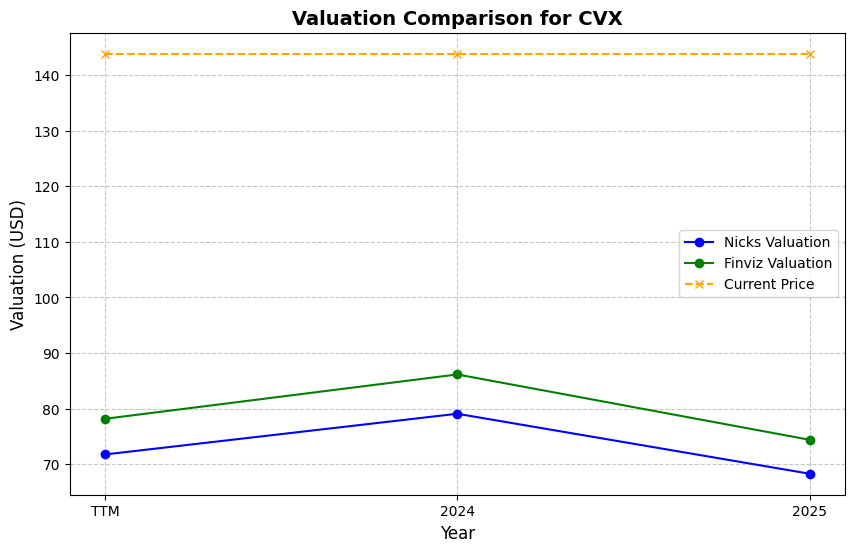 Valuation Comparison for CVX
Valuation (USD)
140
130
120
110
100
90
80
70
Nicks Valuation
Finviz Valuation
Current Price
TTM 2024 2025
Year